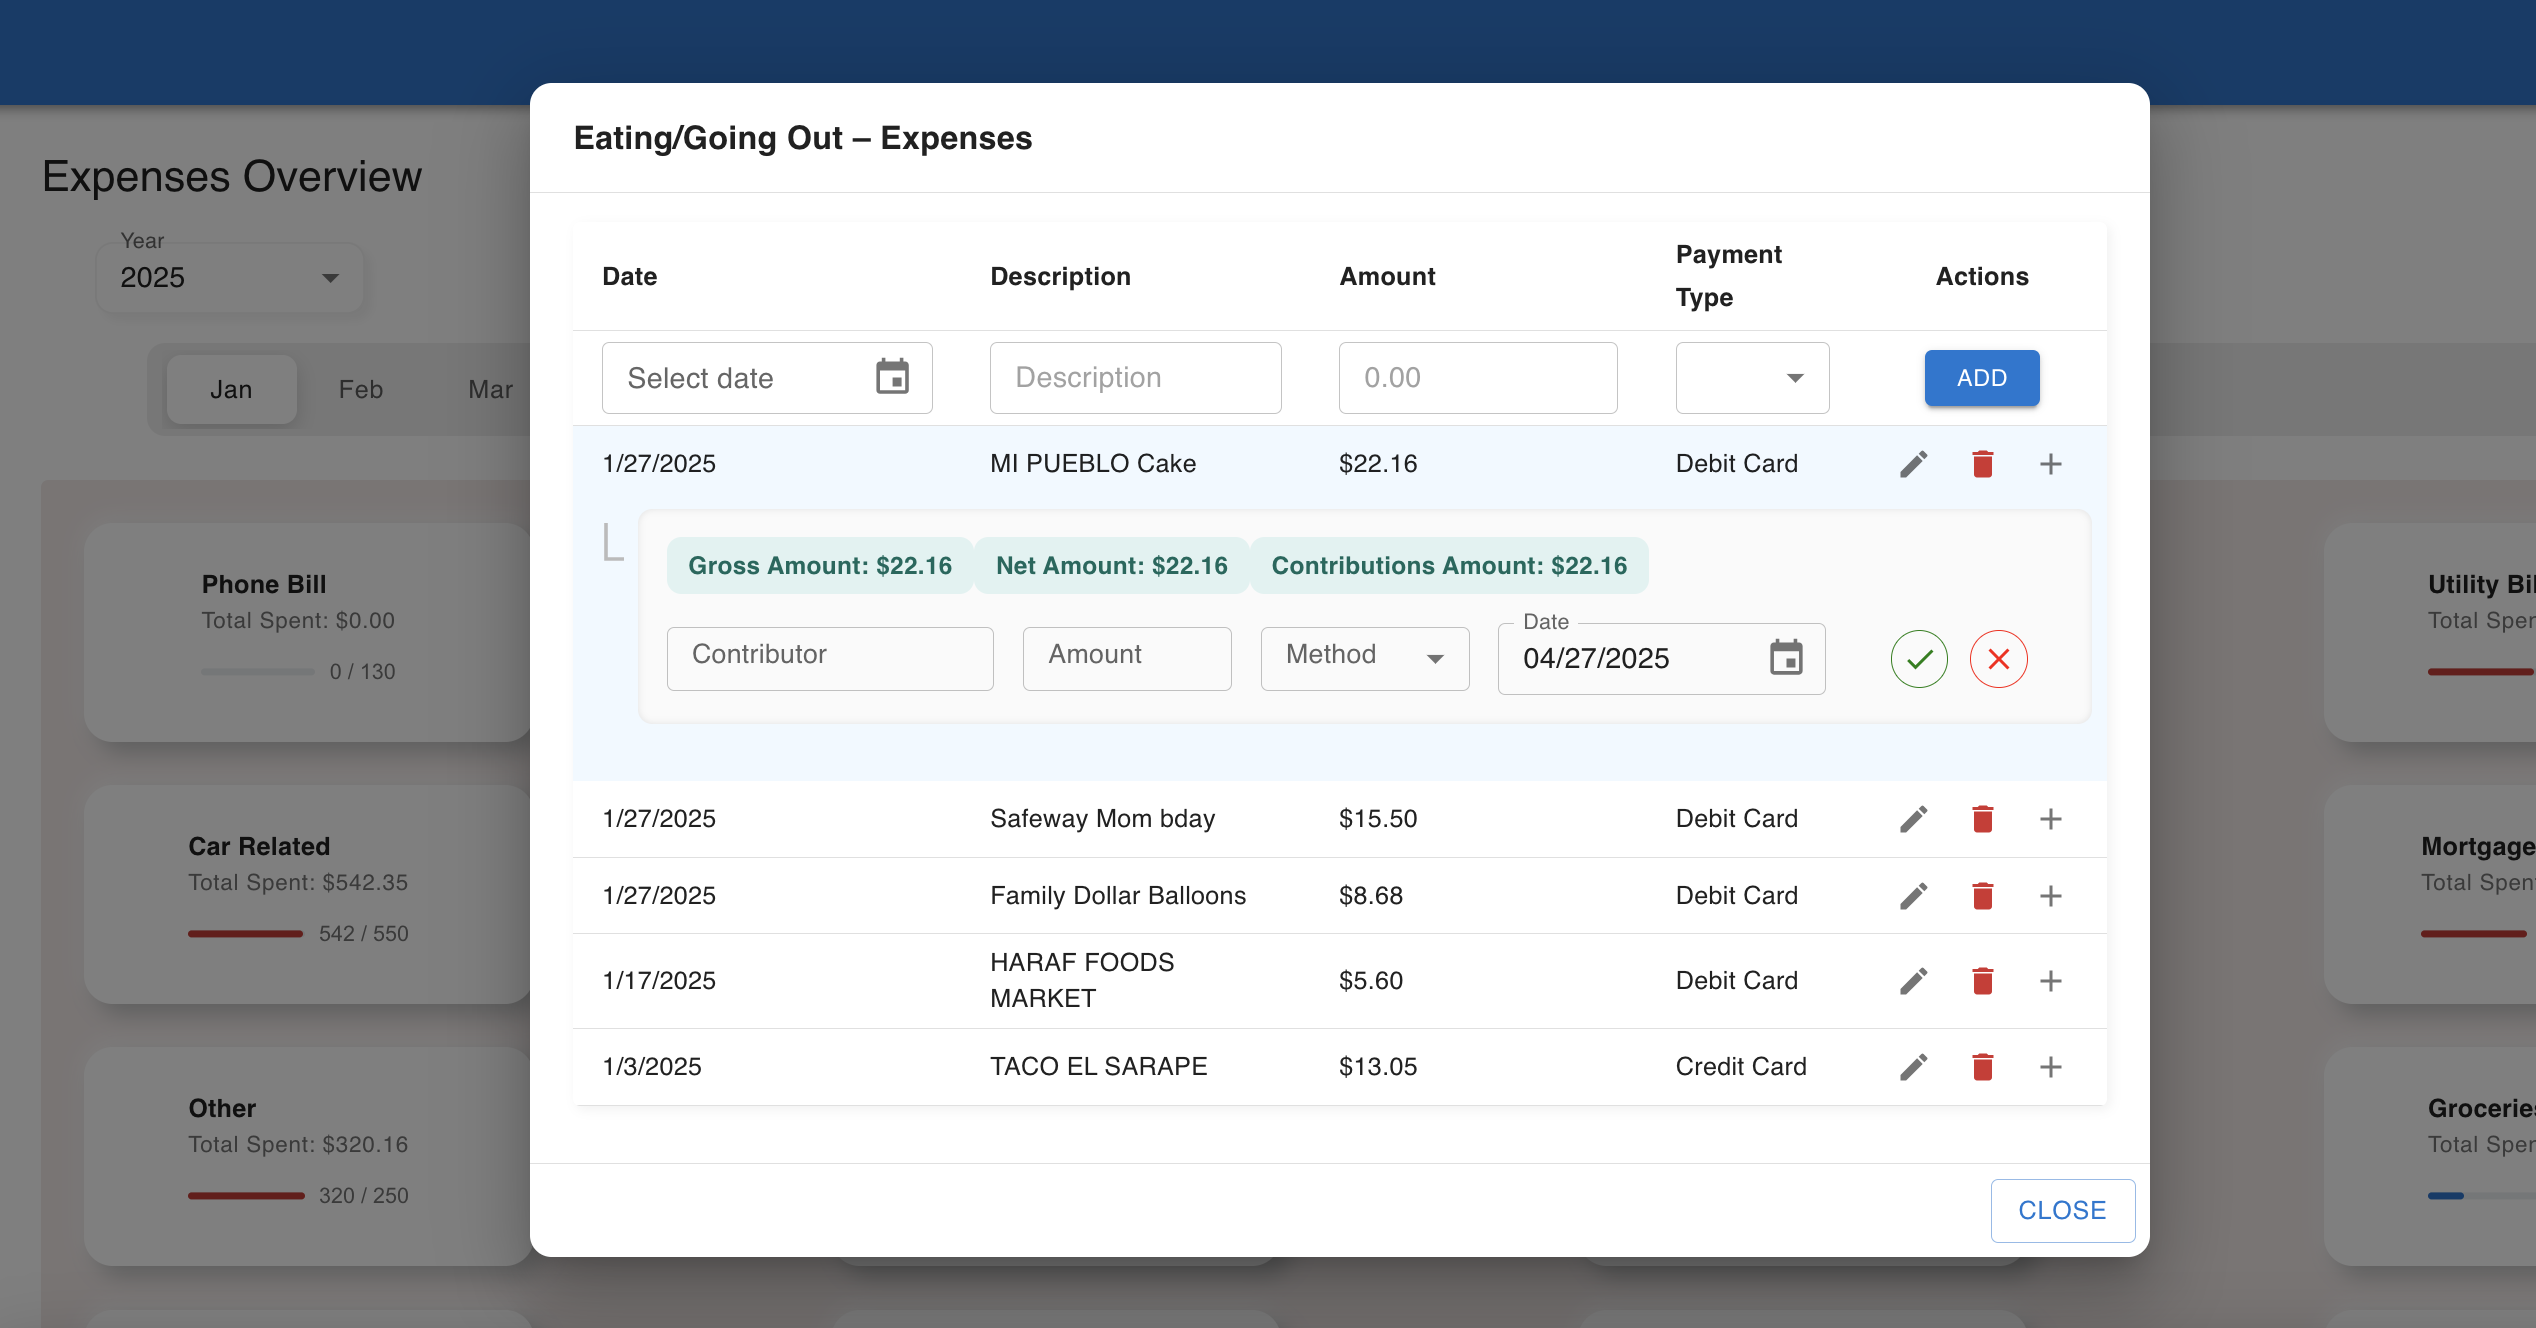 Expenses Overview
Year
2025
Jan Feb Mar
Phone Bill
Total Spent: $0.00
0 / 130
Car Related
Total Spent: $542.35
542 / 550
Other
Total Spent: $320.16
320 / 250
Eating/Going Out – Expenses
Date Description Amount Payment Type Actions
Select date Description 0.00 ADD
1/27/2025 MI PUEBLO Cake $22.16 Debit Card
Gross Amount: $22.16 Net Amount: $22.16 Contributions Amount: $22.16
Contributor Amount Method Date 04/27/2025
1/27/2025 Safeway Mom bday $15.50 Debit Card
1/27/2025 Family Dollar Balloons $8.68 Debit Card
1/17/2025 HARAF FOODS MARKET $5.60 Debit Card
1/3/2025 TACO EL SARAPE $13.05 Credit Card
CLOSE
Utility Bil
Total Sper
Mortgage
Total Spen
Groceries
Total Sper